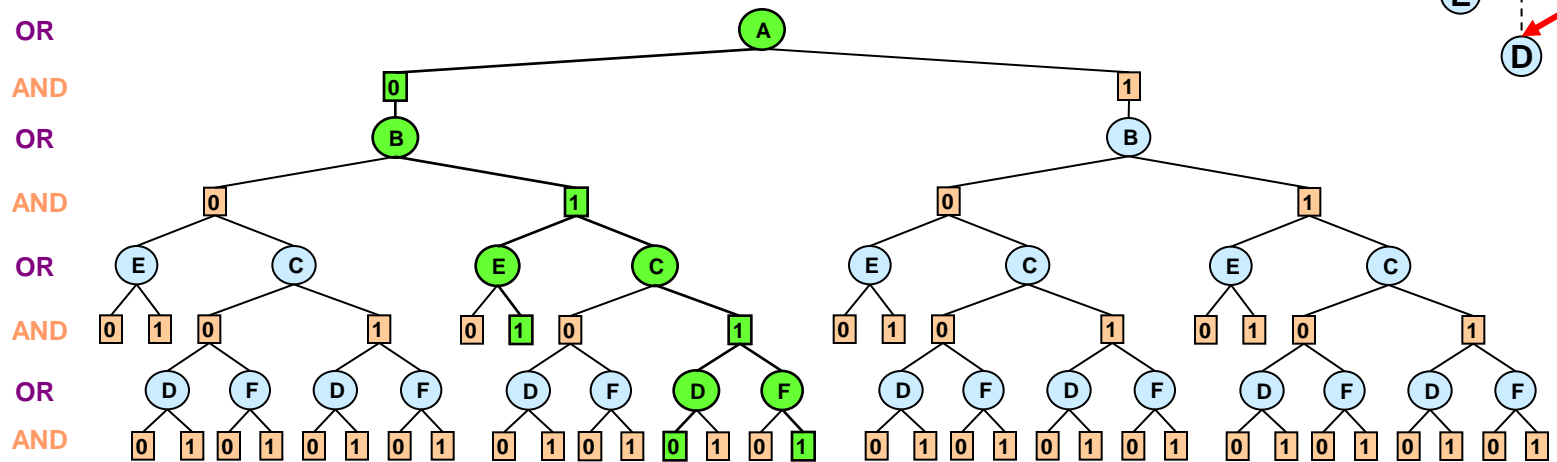 OR A E
D
AND 0 1
OR B B
AND 0 1 0 1
OR E C E C E C E C
AND 0 1 0 1 0 1 0 1 0 1 0 1 0 1 0 1
OR D F D F D F D F D F D F D F D F
AND 0 1 0 1 0 1 0 1 0 1 0 1 0 1 0 1 0 1 0 1 0 1 0 1 0 1 0 1 0 1 0 1